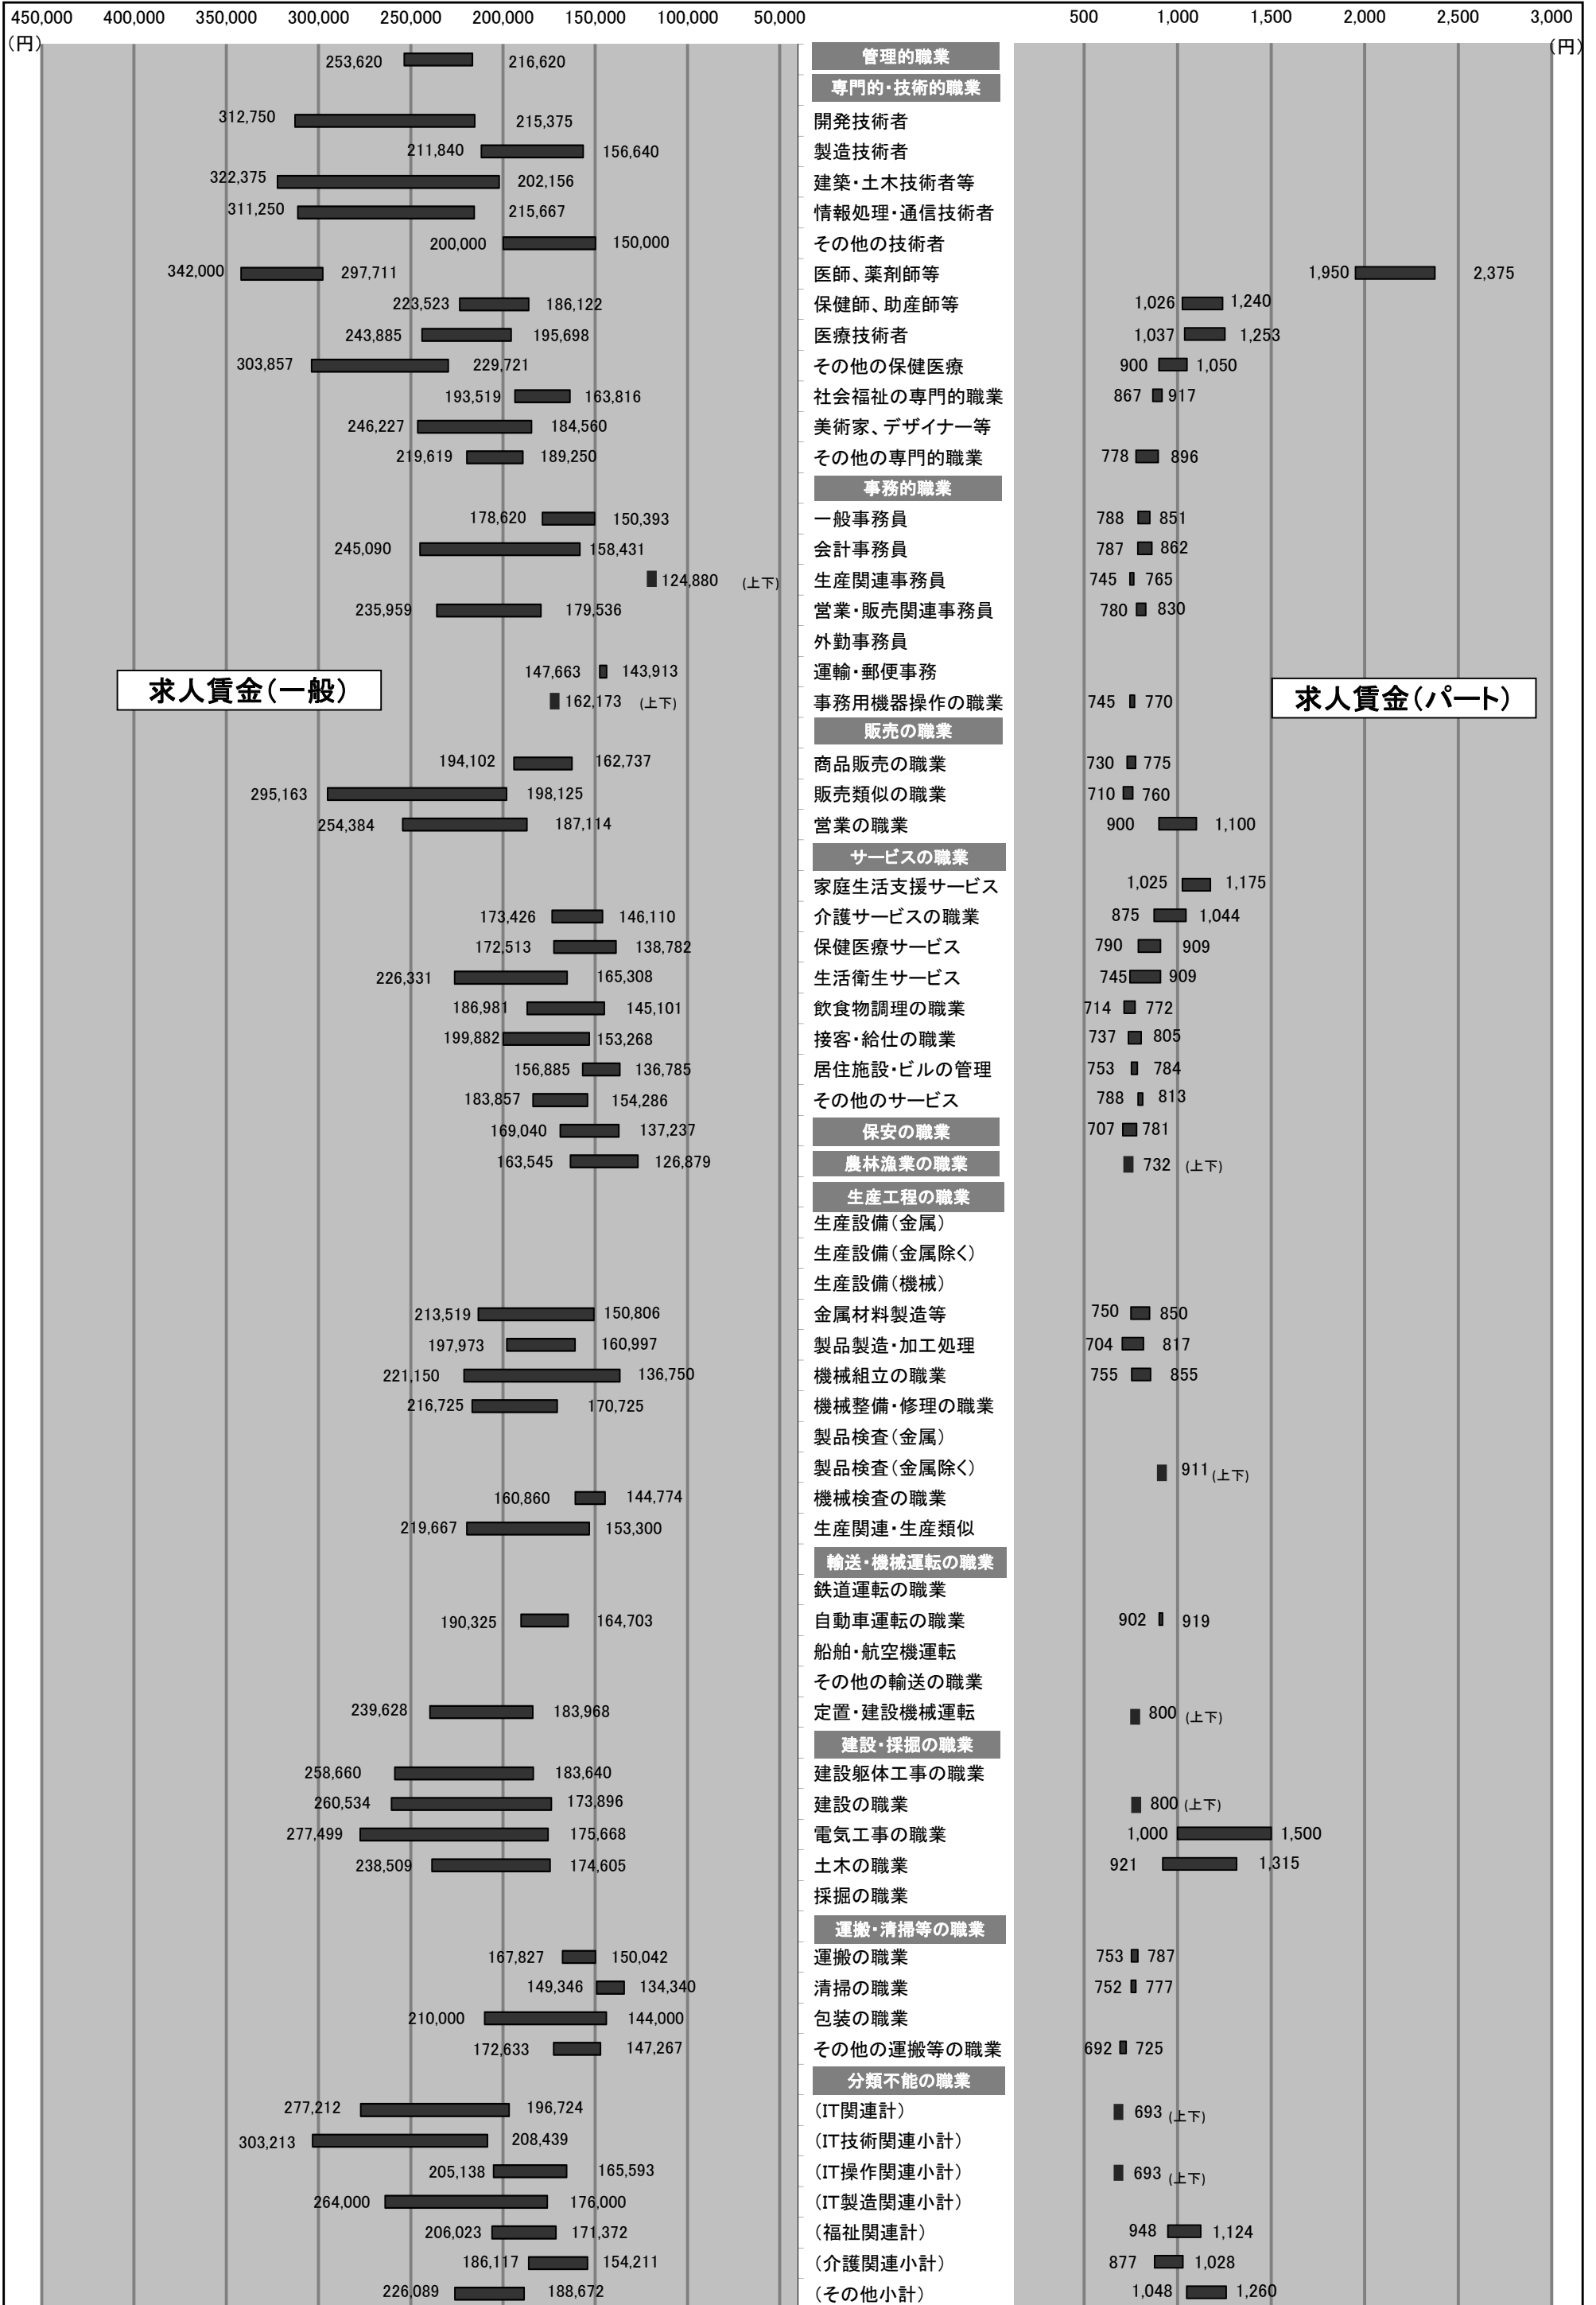 450,000 400,000 350,000 300,000 250,000 200,000 150,000 100,000 50,000 500 1,000 1,500 2,000 2,500 3,000
(円) (円)
253,620 216,620 管理的職業
専門的・技術的職業
312,750 215,375 開発技術者
211,840 156,640 製造技術者
322,375 202,156 建築・土木技術者等
311,250 215,667 情報処理・通信技術者
200,000 150,000 その他の技術者
342,000 297,711 医師、薬剤師等 1,950 2,375
223,523 186,122 保健師、助産師等 1,026 1,240
243,885 195,698 医療技術者 1,037 1,253
303,857 229,721 その他の保健医療 900 1,050
193,519 163,816 社会福祉の専門的職業 867 917
246,227 184,560 美術家、デザイナー等
219,619 189,250 その他の専門的職業 778 896
事務的職業
178,620 150,393 一般事務員 788 851
245,090 158,431 会計事務員 787 862
124,880 (上下) 生産関連事務員 745 765
235,959 179,536 営業・販売関連事務員 780 830
外勤事務員
147,663 143,913 運輸・郵便事務
求人賃金(一般) 162,173 (上下) 事務用機器操作の職業 745 770 求人賃金(パート)
販売の職業
194,102 162,737 商品販売の職業 730 775
295,163 198,125 販売類似の職業 710 760
254,384 187,114 営業の職業 900 1,100
サービスの職業
家庭生活支援サービス 1,025 1,175
173,426 146,110 介護サービスの職業 875 1,044
172,513 138,782 保健医療サービス 790 909
226,331 165,308 生活衛生サービス 745 909
186,981 145,101 飲食物調理の職業 714 772
199,882 153,268 接客・給仕の職業 737 805
156,885 136,785 居住施設・ビルの管理 753 784
183,857 154,286 その他のサービス 788 813
169,040 137,237 保安の職業 707 781
163,545 126,879 農林漁業の職業 732 (上下)
生産工程の職業
生産設備(金属)
生産設備(金属除く)
生産設備(機械)
213,519 150,806 金属材料製造等 750 850
197,973 160,997 製品製造・加工処理 704 817
221,150 136,750 機械組立の職業 755 855
216,725 170,725 機械整備・修理の職業
製品検査(金属)
製品検査(金属除く) 911 (上下)
160,860 144,774 機械検査の職業
219,667 153,300 生産関連・生産類似
輸送・機械運転の職業
鉄道運転の職業
190,325 164,703 自動車運転の職業 902 919
船舶・航空機運転
その他の輸送の職業
239,628 183,968 定置・建設機械運転 800 (上下)
建設・採掘の職業
258,660 183,640 建設躯体工事の職業
260,534 173,896 建設の職業 800 (上下)
277,499 175,668 電気工事の職業 1,000 1,500
238,509 174,605 土木の職業 921 1,315
採掘の職業
運搬・清掃等の職業
167,827 150,042 運搬の職業 753 787
149,346 134,340 清掃の職業 752 777
210,000 144,000 包装の職業
172,633 147,267 その他の運搬等の職業 692 725
分類不能の職業
277,212 196,724 (IT関連計) 693 (上下)
303,213 208,439 (IT技術関連小計)
205,138 165,593 (IT操作関連小計) 693 (上下)
264,000 176,000 (IT製造関連小計)
206,023 171,372 (福祉関連計) 948 1,124
186,117 154,211 (介護関連小計) 877 1,028
226,089 188,672 (その他小計) 1,048 1,260